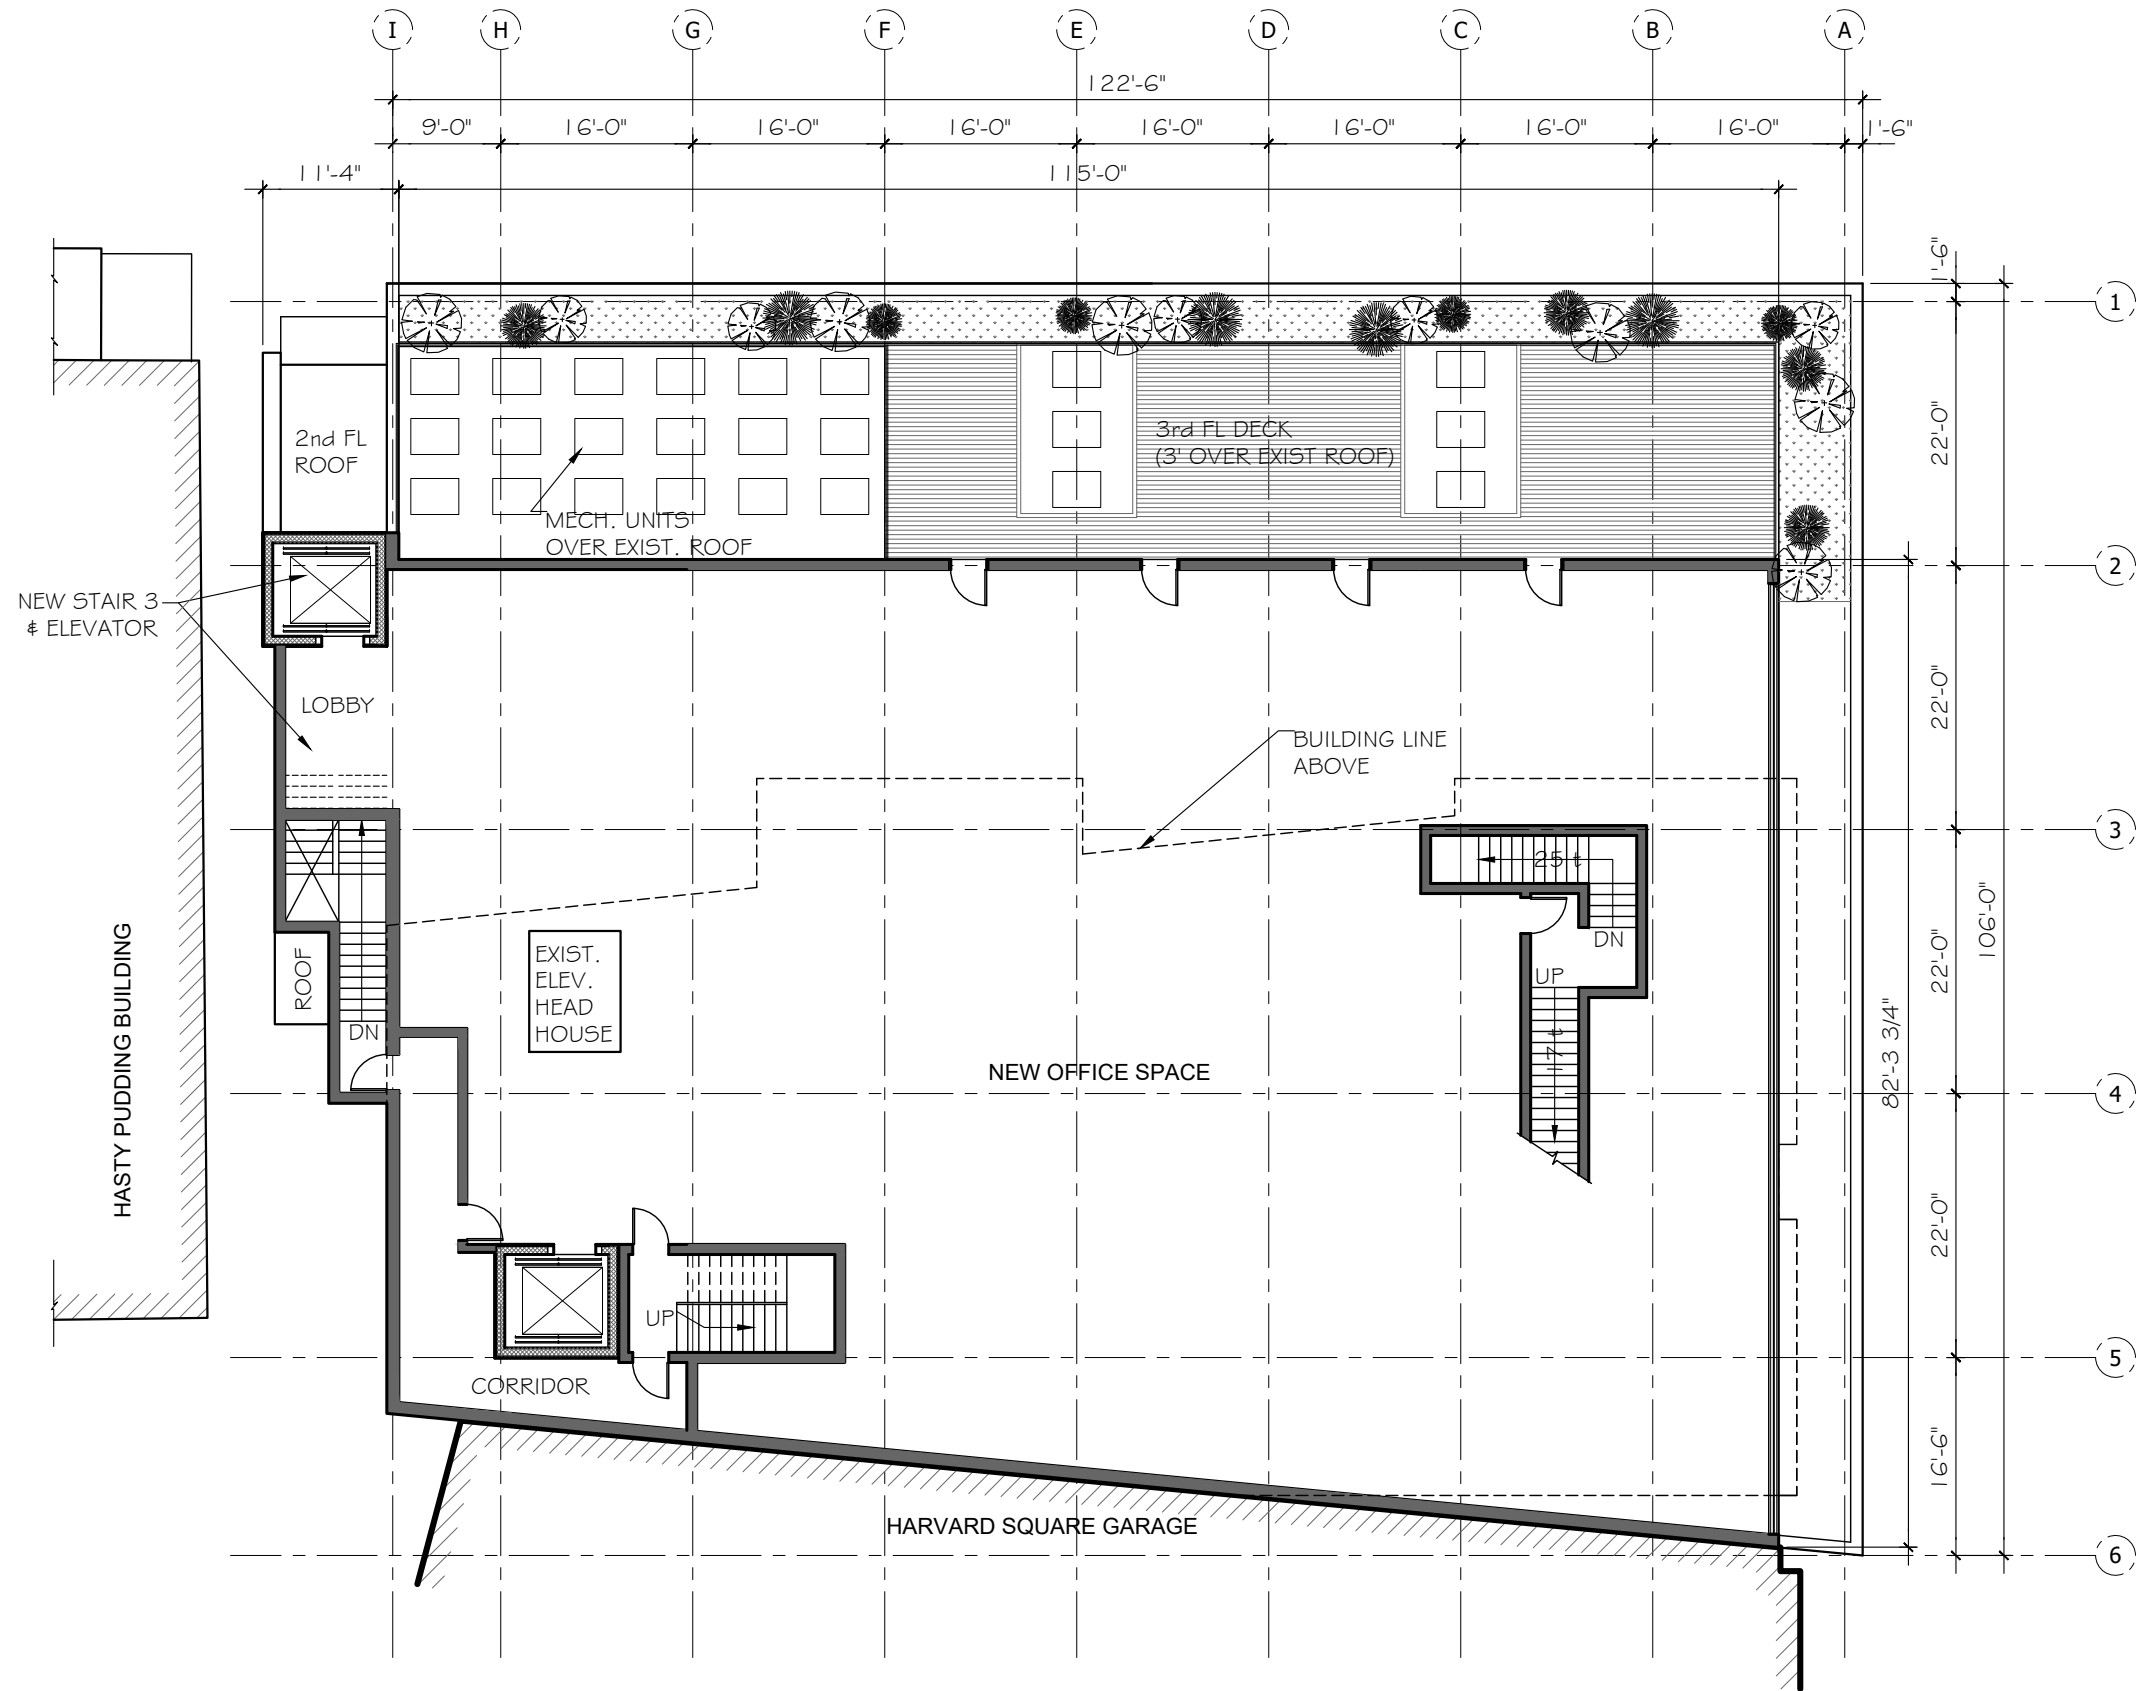 I H G F E D C B A
122'-6"
9'-0" 16'-0" 16'-0" 16'-0" 16'-0" 16'-0" 16'-0" 16'-0" 1'-6"
11'-4" 115'-0"
1'-6"
1
22'-0"
2nd FL
ROOF
3rd FL DECK
(3' OVER EXIST ROOF)
MECH. UNITS
OVER EXIST. ROOF
2
NEW STAIR 3
& ELEVATOR
LOBBY
22'-0"
BUILDING LINE
ABOVE
3
25 t
DN
UP
17 t
22'-0"
106'-0"
82'-3 3/4"
EXIST.
ELEV.
HEAD
HOUSE
ROOF
DN
HASTY PUDDING BUILDING
NEW OFFICE SPACE
4
22'-0"
UP
5
CORRIDOR
16'-6"
HARVARD SQUARE GARAGE
6